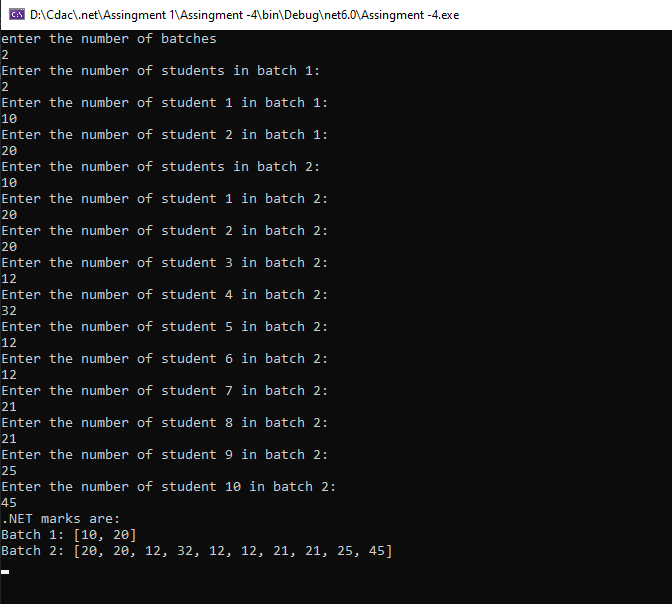 D:\Cdac\.net\Assingment 1\Assingment -4\bin\Debug\net6.0\Assingment -4.exe
enter the number of batches
2
Enter the number of students in batch 1:
2
Enter the number of student 1 in batch 1:
10
Enter the number of student 2 in batch 1:
20
Enter the number of students in batch 2:
10
Enter the number of student 1 in batch 2:
20
Enter the number of student 2 in batch 2:
20
Enter the number of student 3 in batch 2:
12
Enter the number of student 4 in batch 2:
32
Enter the number of student 5 in batch 2:
12
Enter the number of student 6 in batch 2:
12
Enter the number of student 7 in batch 2:
21
Enter the number of student 8 in batch 2:
21
Enter the number of student 9 in batch 2:
25
Enter the number of student 10 in batch 2:
45
.NET marks are:
Batch 1: [10, 20]
Batch 2: [20, 20, 12, 32, 12, 12, 21, 21, 25, 45]